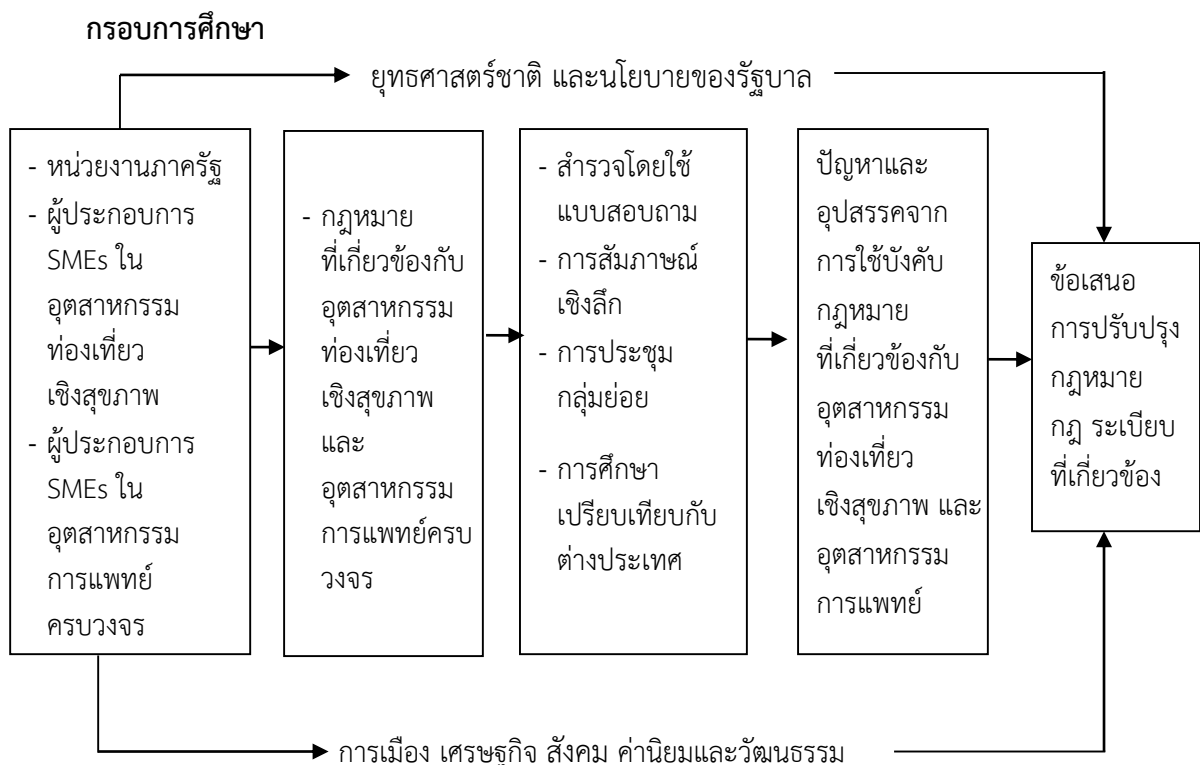 กรอบการศึกษา
ยุทธศาสตร์ชาติ และนโยบายของรัฐบาล
- หน่วยงานภาครัฐ
- ผู้ประกอบการ
SMEs ใน
อุตสาหกรรม
ท่องเที่ยว
เชิงสุขภาพ
- ผู้ประกอบการ
SMEs ใน
อุตสาหกรรม
การแพทย์
ครบวงจร
- กฎหมาย
ที่เกี่ยวข้องกับ
อุตสาหกรรม
ท่องเที่ยว
เชิงสุขภาพ
และ
อุตสาหกรรม
การแพทย์ครบ
วงจร
- สำรวจโดยใช้
แบบสอบถาม
- การสัมภาษณ์
เชิงลึก
- การประชุม
กลุ่มย่อย
- การศึกษา
เปรียบเทียบกับ
ต่างประเทศ
ปัญหาและ
อุปสรรคจาก
การใช้บังคับ
กฎหมาย
ที่เกี่ยวข้องกับ
อุตสาหกรรม
ท่องเที่ยว
เชิงสุขภาพ และ
อุตสาหกรรม
การแพทย์
ข้อเสนอ
การปรับปรุง
กฎหมาย
กฎ ระเบียบ
ที่เกี่ยวข้อง
การเมือง เศรษฐกิจ สังคม ค่านิยมและวัฒนธรรม